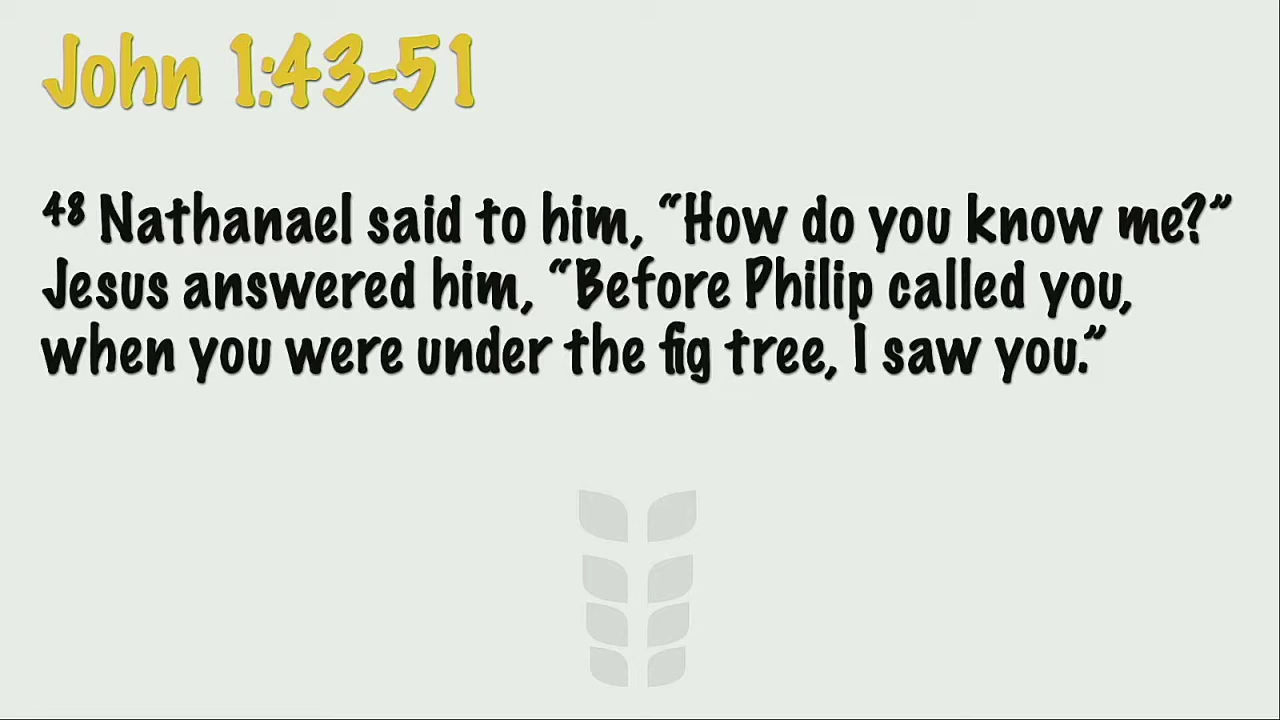 John 1:43-51
48 Nathanael said to him, “How do you know me?”
Jesus answered him, “Before Philip called you,
when you were under the fig tree, I saw you.”